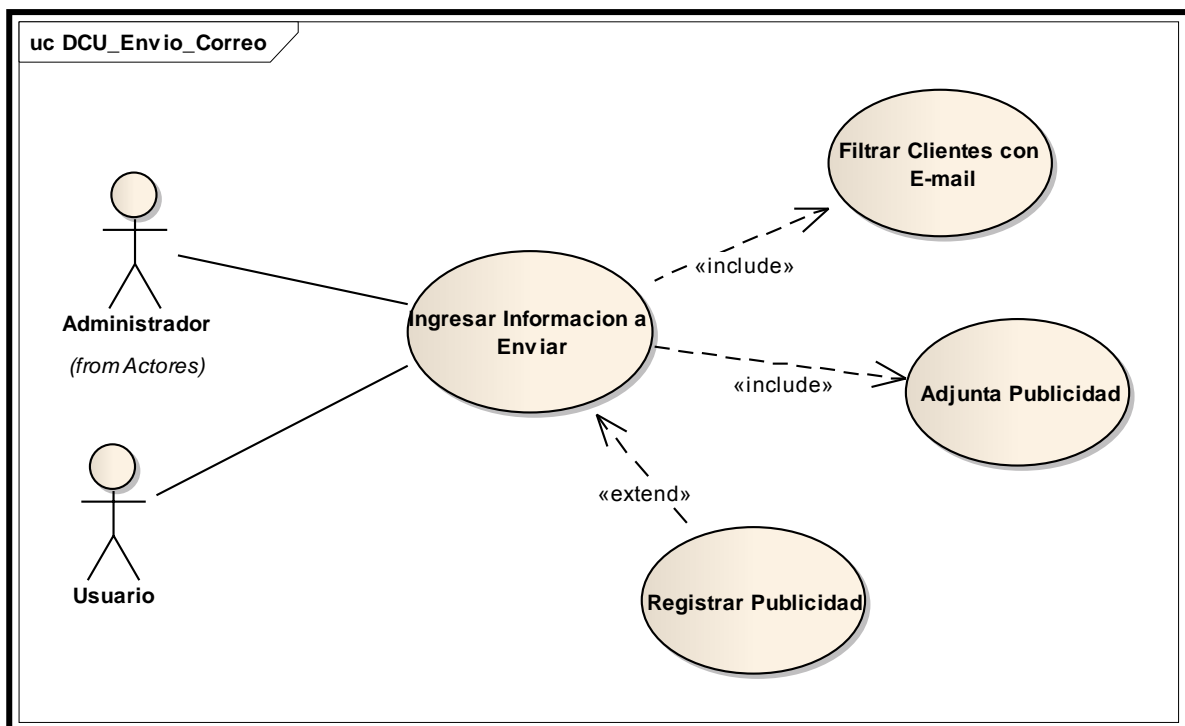 uc DCU_Envio_Correo
Filtrar Clientes con
E-mail
«include»
Ingresar Informacion a
Enviar
Administrador
(from Actores)
«include»
Adjunta Publicidad
«extend»
Usuario
Registrar Publicidad